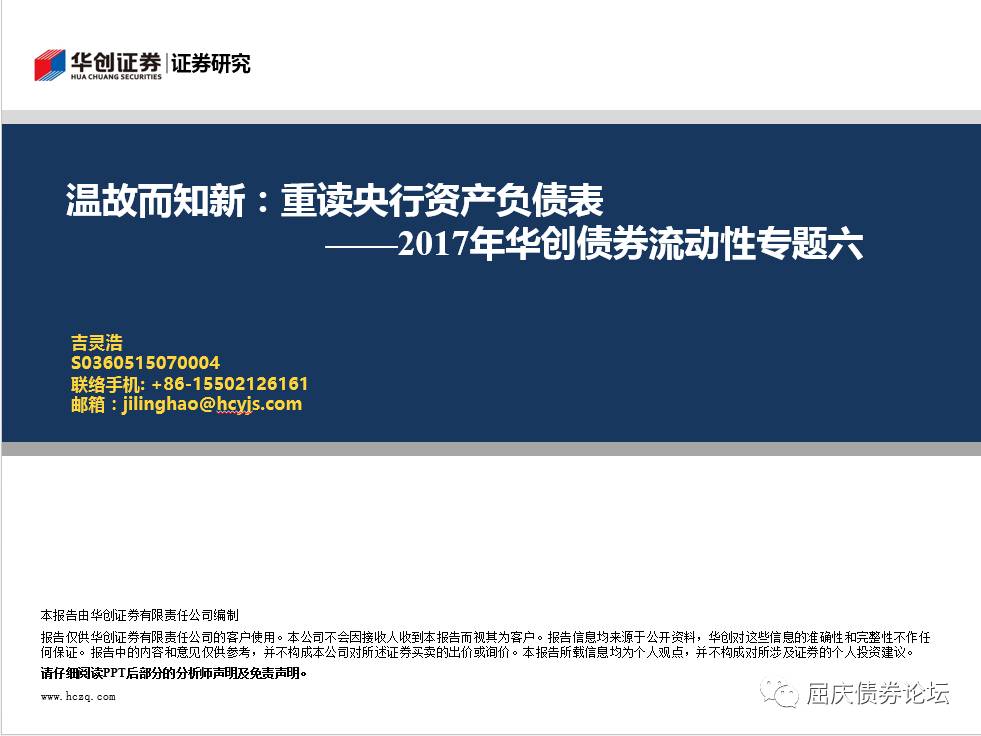 华创证券 证券研究
HUA CHUANG SECURITIES
温故而知新：重读央行资产负债表
——2017年华创债券流动性专题六
吉灵浩
S0360515070004
联络手机: +86-15502126161
邮箱：jilinghao@hcyjs.com
本报告由华创证券有限责任公司编制
报告仅供华创证券有限责任公司的客户使用。本公司不会因接收人收到本报告而视其为客户。报告信息均来源于公开资料，华创对这些信息的准确性和完整性不作任
何保证。报告中的内容和意见仅供参考，并不构成本公司对所述证券买卖的出价或询价。本报告所载信息均为个人观点，并不构成对所涉及证券的个人投资建议。
请仔细阅读PPT后部分的分析师声明及免责声明。
www.hczq.com
屈庆债券论坛